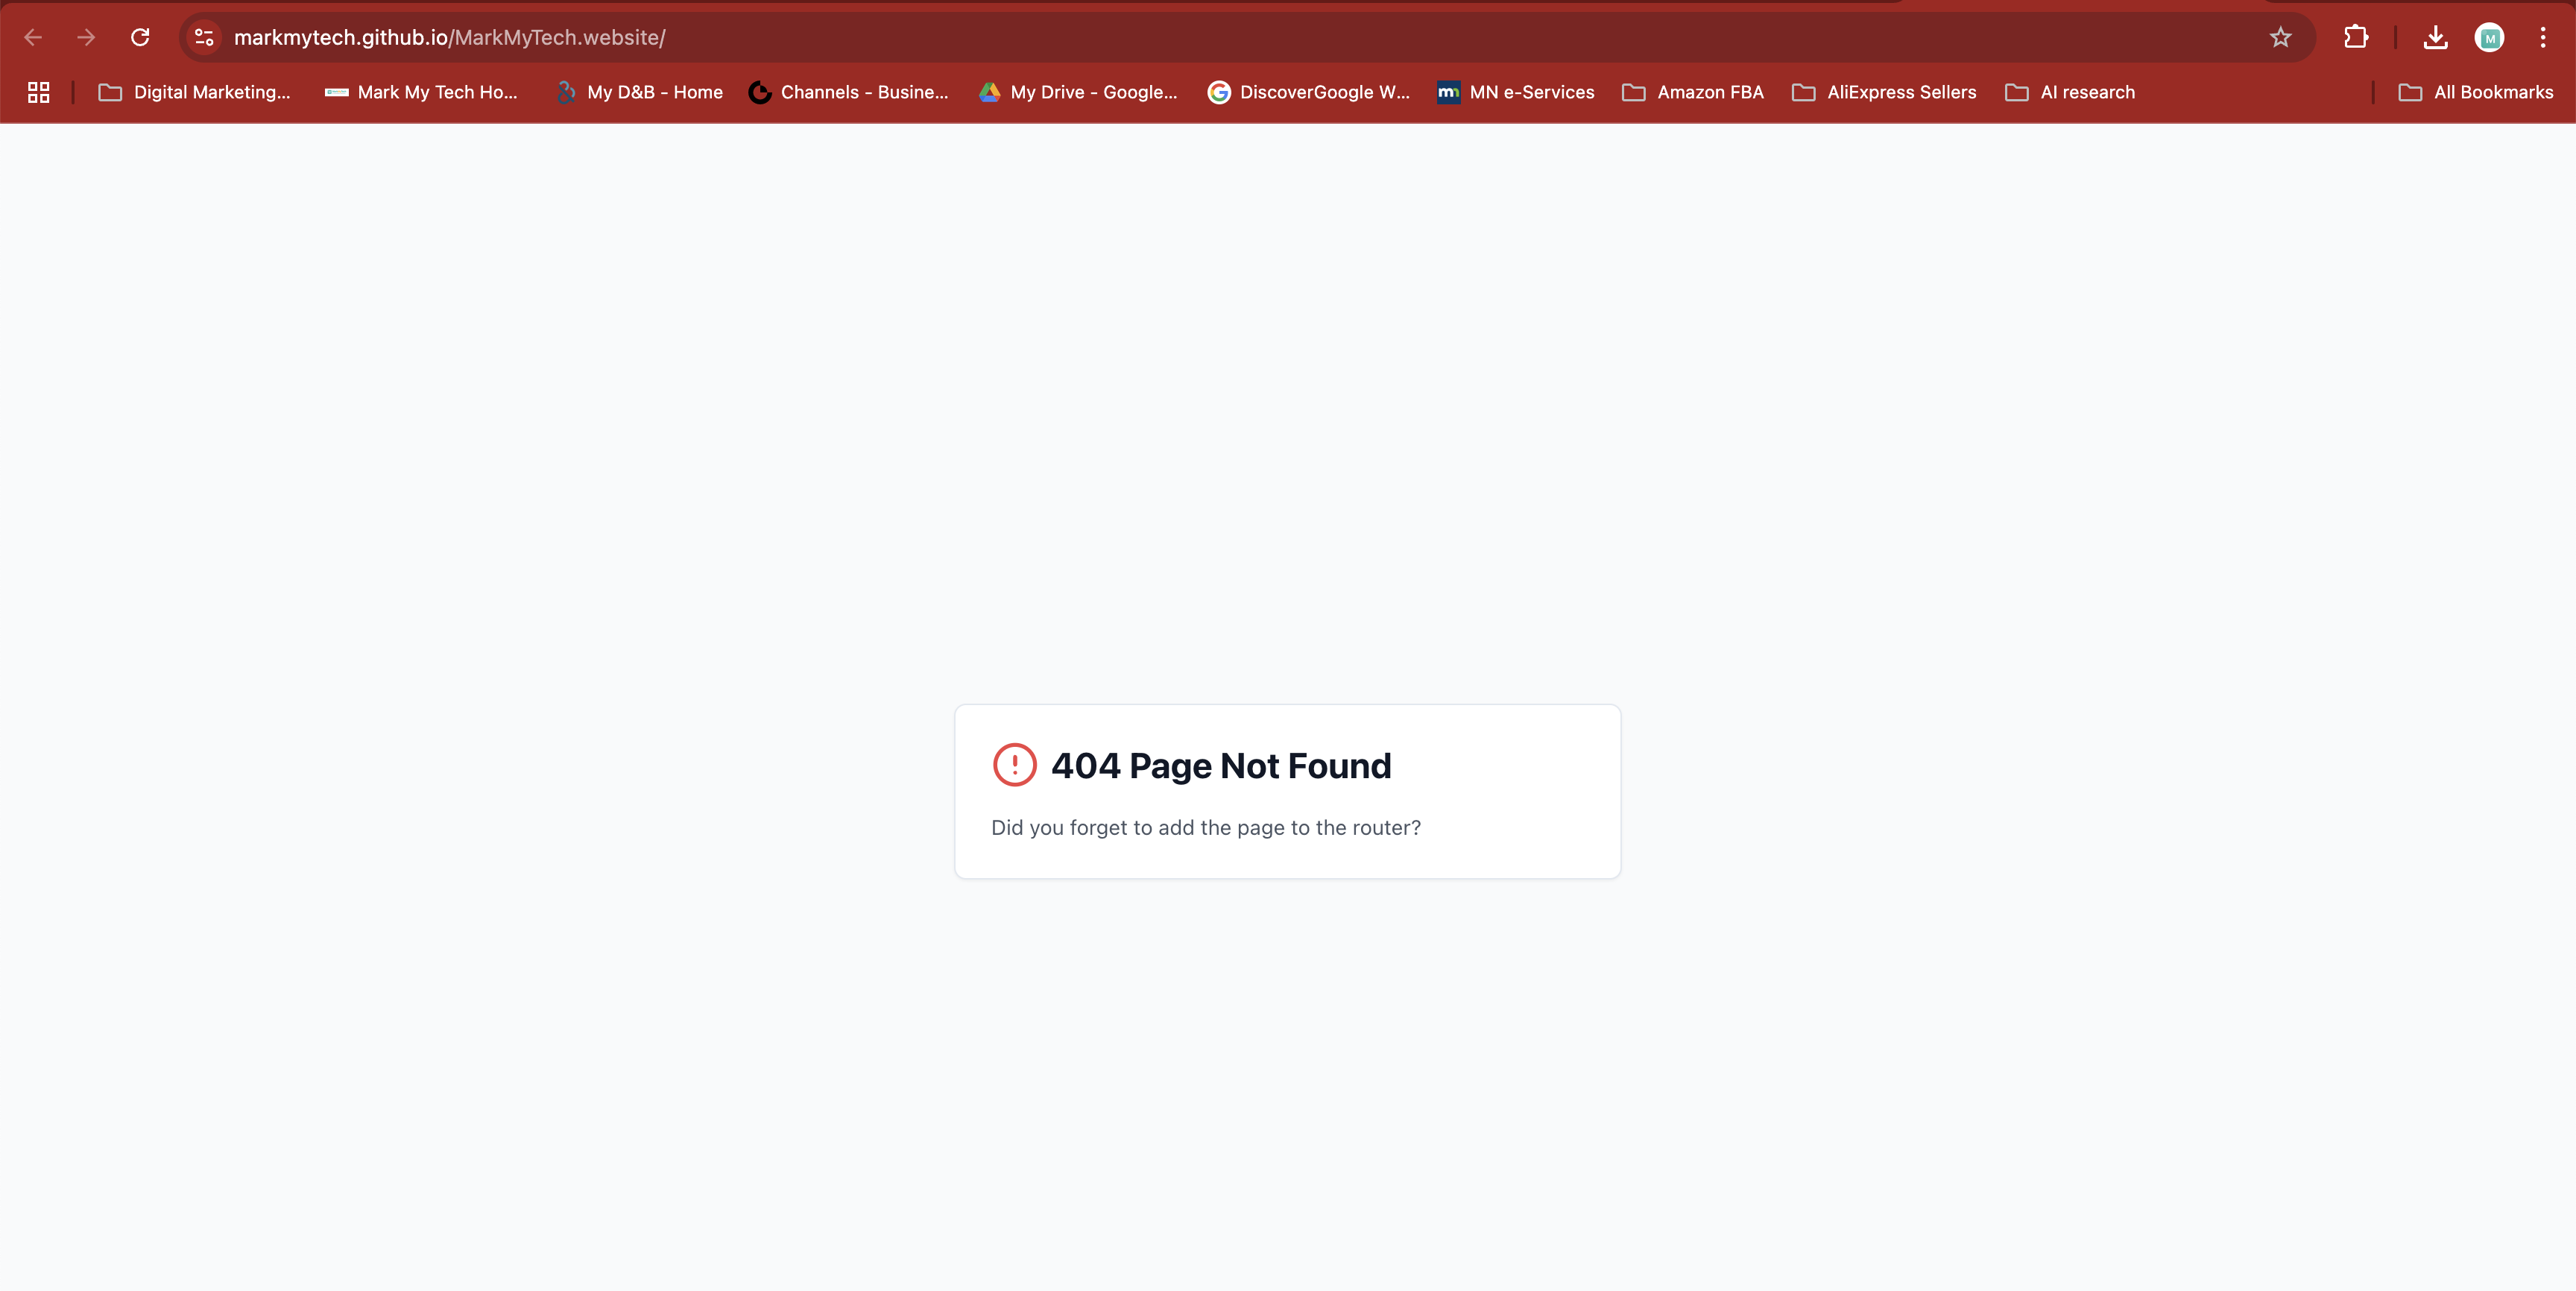 markmytech.github.io/MarkMyTech.website/
M
Digital Marketing... Mark My Tech Ho... My D&B - Home Channels - Busine... My Drive - Google... DiscoverGoogle W... mn MN e-Services Amazon FBA AliExpress Sellers AI research All Bookmarks
404 Page Not Found
Did you forget to add the page to the router?